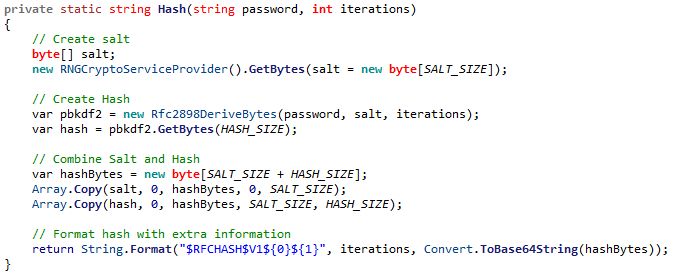 private static string Hash(string password, int iterations)
{
// Create salt
byte[] salt;
new RNGCryptoServiceProvider().GetBytes(salt = new byte[SALT_SIZE]);
// Create Hash
var pbkdf2 = new Rfc2898DeriveBytes(password, salt, iterations);
var hash = pbkdf2.GetBytes(HASH_SIZE);
// Combine Salt and Hash
var hashBytes = new byte[SALT_SIZE + HASH_SIZE];
Array.Copy(salt, 0, hashBytes, 0, SALT_SIZE);
Array.Copy(hash, 0, hashBytes, SALT_SIZE, HASH_SIZE);
// Format hash with extra information
return String.Format("$RFCHASH$V1${0}${1}", iterations, Convert.ToBase64String(hashBytes));
}